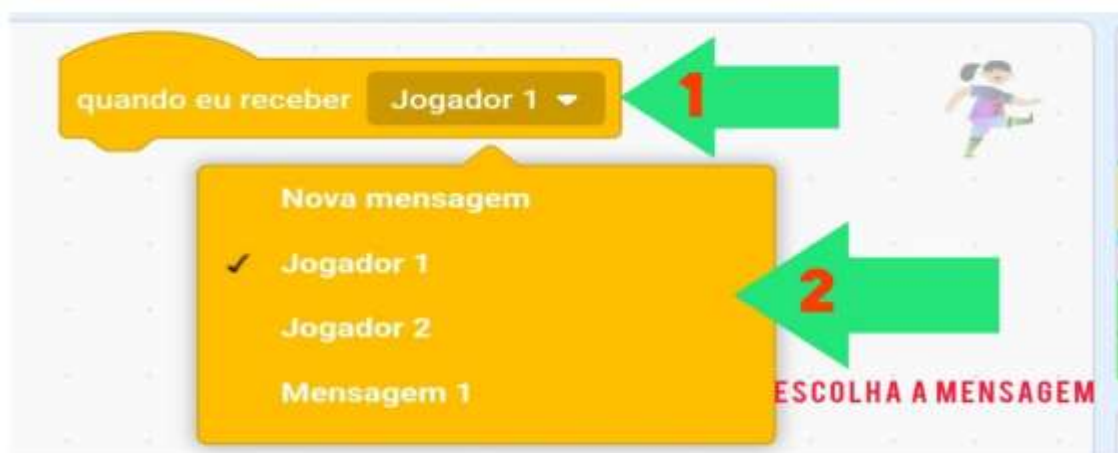 quando eu receber Jogador 1
1
Nova mensagem
Jogador 1
2
Jogador 2
Mensagem 1
ESCOLHA A MENSAGEM